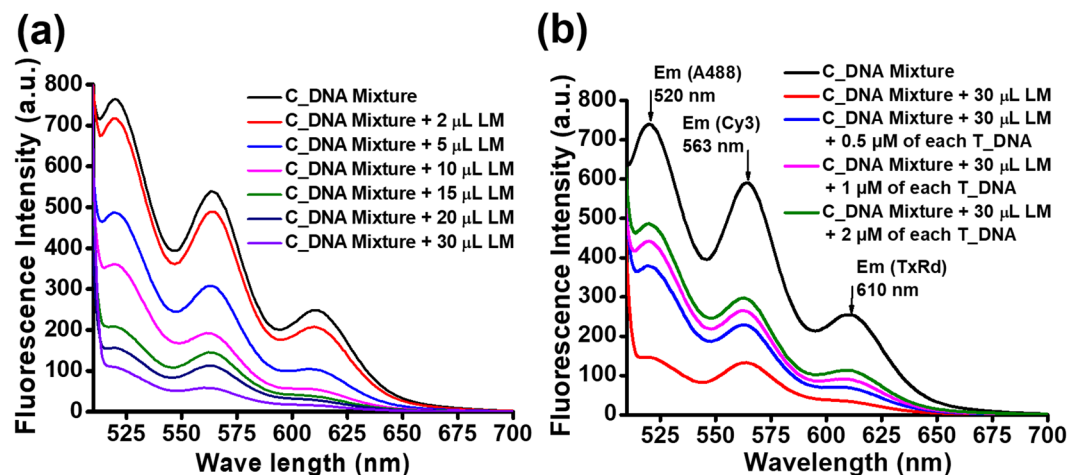 (a)
Fluorescence Intensity (a.u.)
800
700
600
500
400
300
200
100
0
525
550
575
600
625
650
675
700
Wave length (nm)
C_DNA Mixture
C_DNA Mixture + 2 μL LM
C_DNA Mixture + 5 μL LM
C_DNA Mixture + 10 μL LM
C_DNA Mixture + 15 μL LM
C_DNA Mixture + 20 μL LM
C_DNA Mixture + 30 μL LM
(b)
Fluorescence Intensity (a.u.)
800
700
600
500
400
300
200
100
0
525
550
575
600
625
650
675
700
Wavelength (nm)
Em (A488)
520 nm
Em (Cy3)
563 nm
Em (TxRd)
610 nm
C_DNA Mixture
C_DNA Mixture + 30 μL LM
C_DNA Mixture + 30 μL LM
+ 0.5 μM of each T_DNA
C_DNA Mixture + 30 μL LM
+ 1 μM of each T_DNA
C_DNA Mixture + 30 μL LM
+ 2 μM of each T_DNA